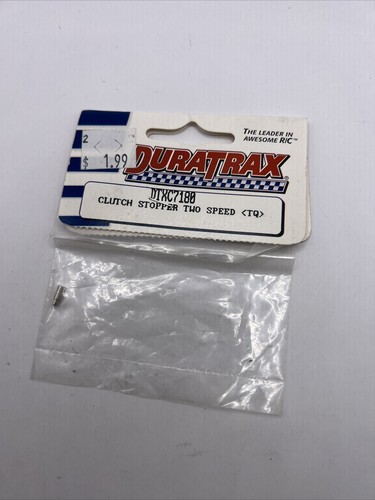 THE LEADER IN
AWESOME R/C™
2
$ 1.99
DURATRAX®
DTXC7180
CLUTCH STOPPER TWO SPEED <TQ>